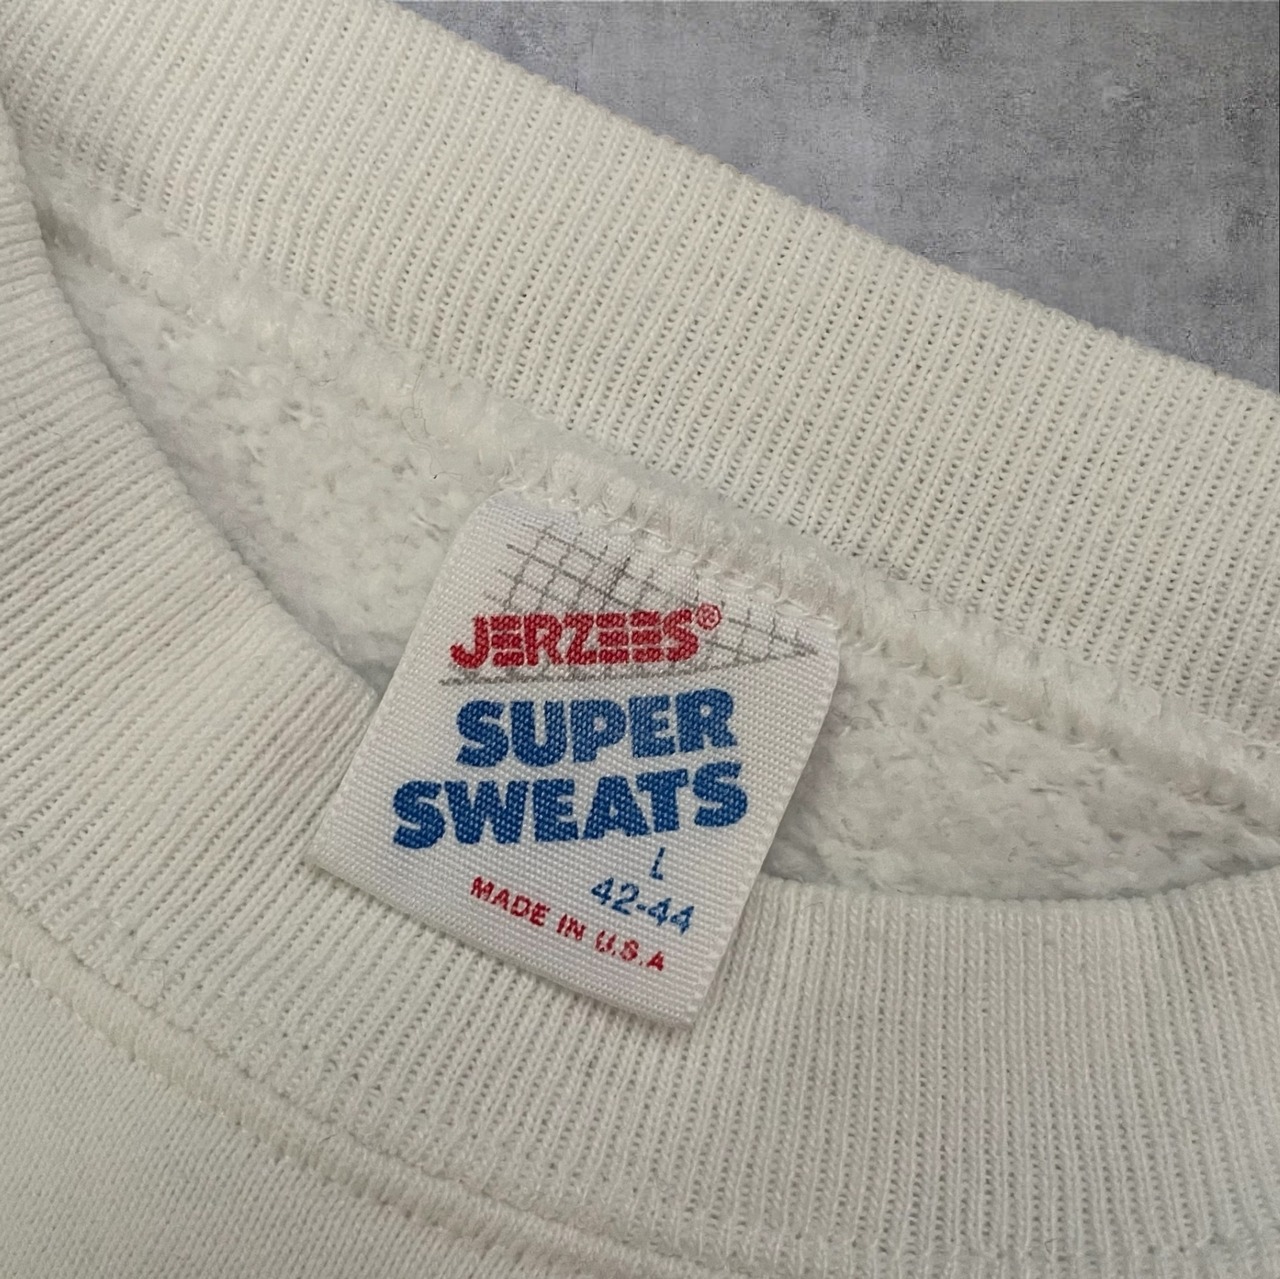 JERZEES®
SUPER
SWEATS
L
42-44
MADE IN U.S.A